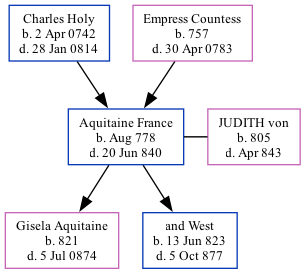 Charles Holy
b. 2 Apr 0742
d. 28 Jan 0814
Empress Countess
b. 757
d. 30 Apr 0783
Aquitaine France
b. Aug 778
d. 20 Jun 840
JUDITH von
b. 805
d. Apr 843
Gisela Aquitaine
b. 821
d. 5 Jul 0874
and West
b. 13 Jun 823
d. 5 Oct 877